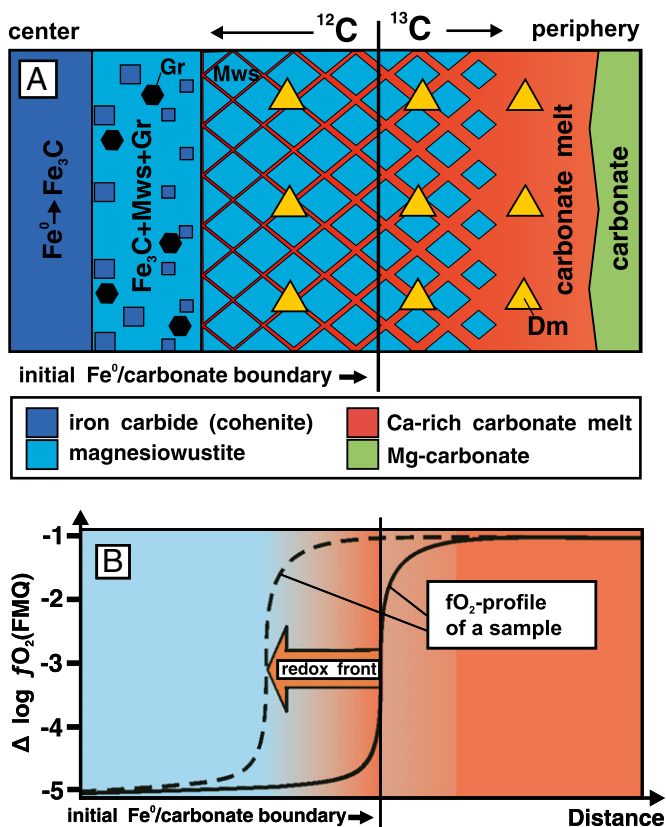 center
¹²C
¹³C
periphery
A
Gr
Mws
Fe⁰→Fe₃C
Fe₃C+Mws+Gr
carbonate melt
carbonate
Dm
initial Fe⁰/carbonate boundary
iron carbide (cohenite)
Ca-rich carbonate melt
magnesiowustite
Mg-carbonate
B
Δ log fO₂(FMQ)
-1
-2
-3
-4
-5
fO₂-profile
of a sample
redox front
initial Fe⁰/carbonate boundary
Distance